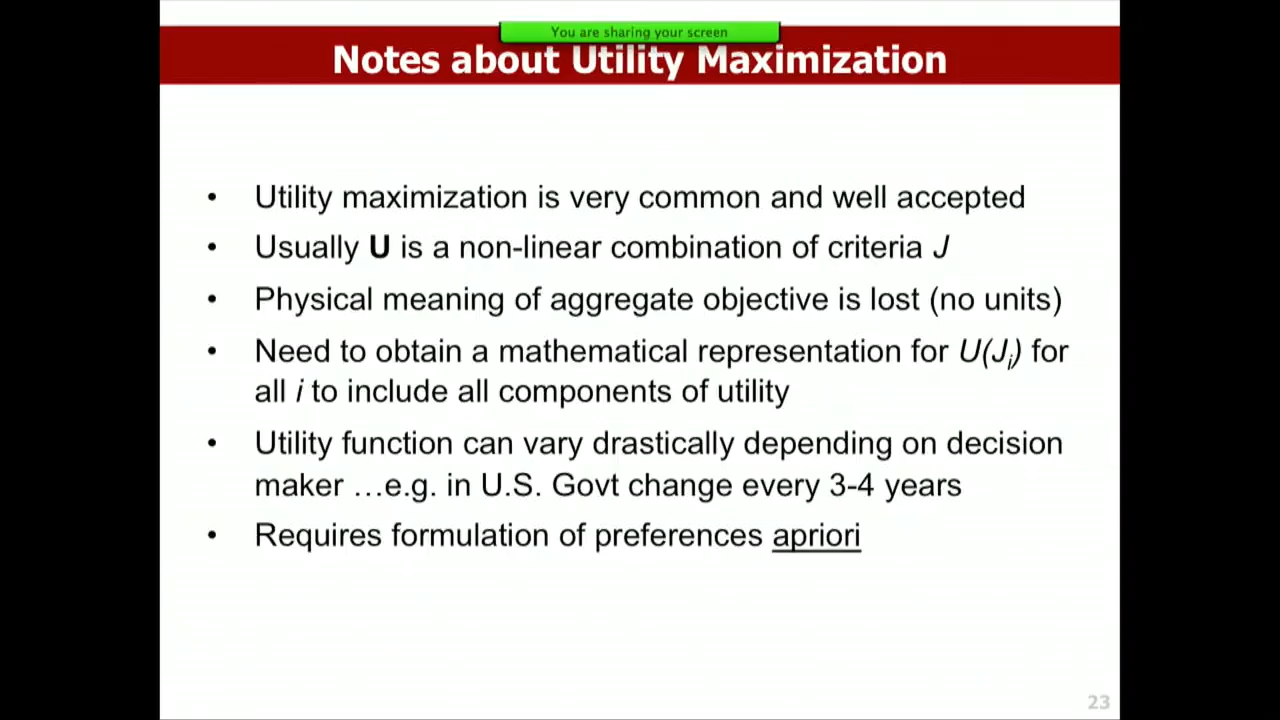 You are sharing your screen
Notes about Utility Maximization
• Utility maximization is very common and well accepted
• Usually U is a non-linear combination of criteria J
• Physical meaning of aggregate objective is lost (no units)
• Need to obtain a mathematical representation for U(Ji) for
all i to include all components of utility
• Utility function can vary drastically depending on decision
maker …e.g. in U.S. Govt change every 3-4 years
• Requires formulation of preferences apriori
23